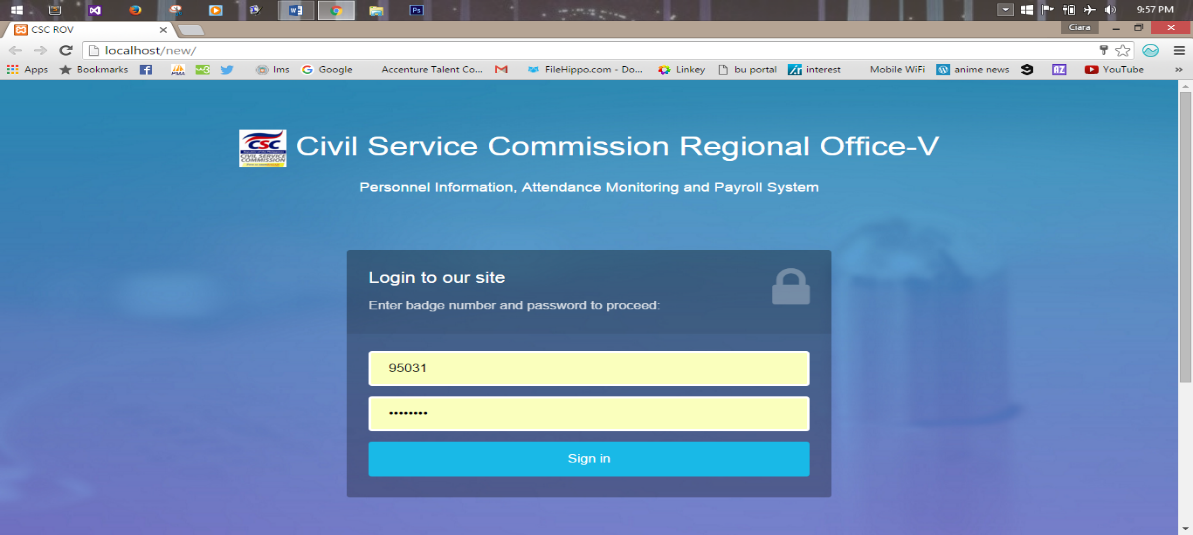 9:57 PM
CSC ROV
Ciara
localhost/new/
Apps Bookmarks Ims Google Accenture Talent Co... FileHippo.com - Do... Linkey bu portal interest Mobile WiFi anime news YouTube »
CSC
CIVIL SERVICE
COMMISSION
Civil Service Commission Regional Office-V
Personnel Information, Attendance Monitoring and Payroll System
Login to our site
Enter badge number and password to proceed:
95031
••••••••
Sign in